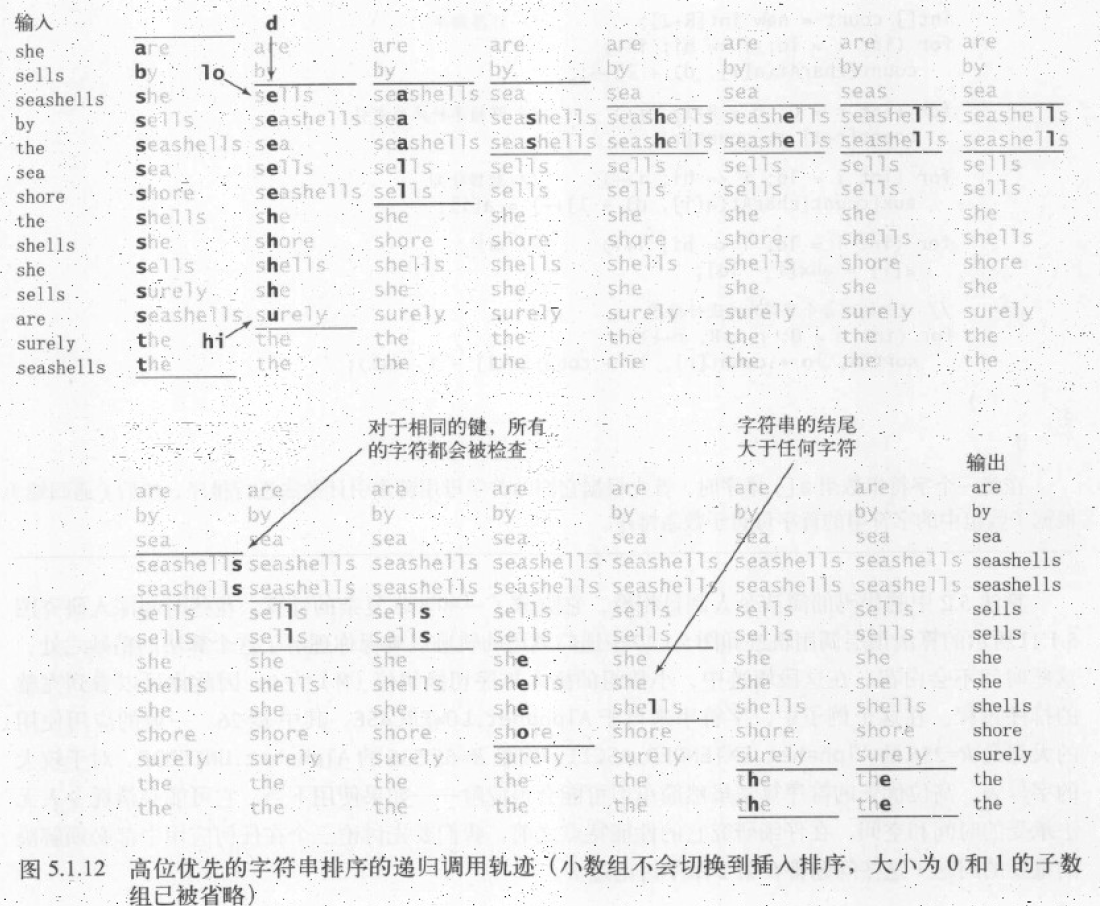 输入 d
she are are are are are are are are
sells by lo by by by by by by by
seashells she sells seashells sea sea sea seas sea
by sells seashells sea seashells seashells seashells seashells seashells
the seashells sea seashells seashells seashells seashells seashells seashells
sea sea sells sells sells sells sells sells sells
shore shore seashells sells sells sells sells sells sells
the shells she she she she she she she
shells she shore shore shore shore shore shells shells
she sells shells shells shells shells shells shore shore
sells surely she she she she she she she
are seashells surely surely surely surely surely surely surely
surely the hi the the the the the the the
seashells the the the the the the the the
对于相同的键，所有
的字符都会被检查
字符串的结尾
大于任何字符
输出
are are are are are are are are
by by by by by by by by
sea sea sea sea sea sea sea sea
seashells seashells seashells seashells seashells seashells seashells seashells
seashells seashells seashells seashells seashells seashells seashells seashells
sells sells sells sells sells sells sells sells
sells sells sells sells sells sells sells sells
she she she she she she she she
shells shells shells shells she she she she
she she she she shells shells shells shells
shore shore shore shore shore shore shore shore
surely surely surely surely surely surely surely surely
the the the the the the the the
the the the the the the the the
图 5.1.12 高位优先的字符串排序的递归调用轨迹（小数组不会切换到插入排序，大小为 0 和 1 的子数
组已被省略）